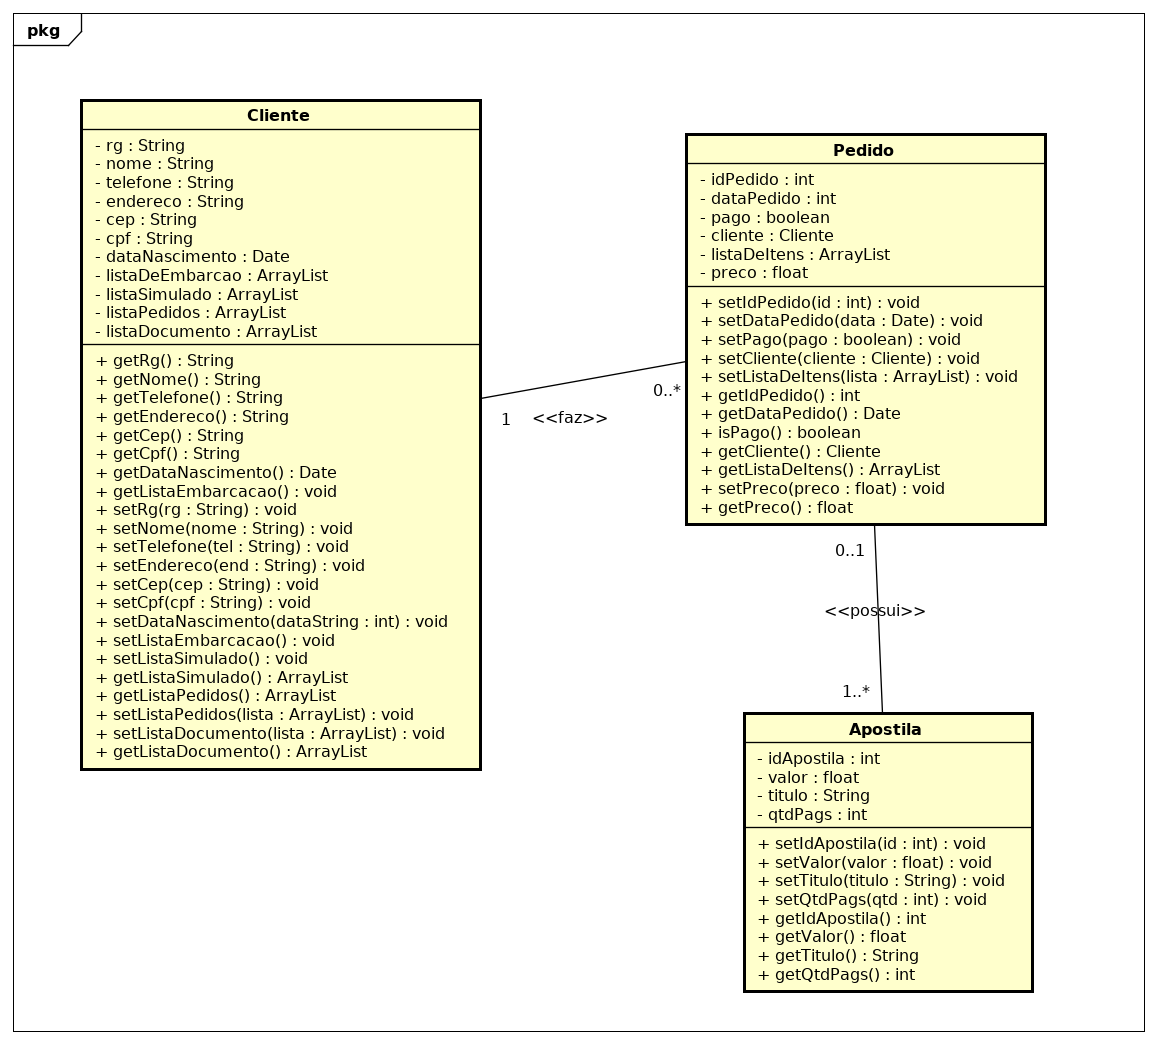 pkg
Cliente
- rg : String
- nome : String
- telefone : String
- endereco : String
- cep : String
- cpf : String
- dataNascimento : Date
- listaDeEmbarcao : ArrayList
- listaSimulado : ArrayList
- listaPedidos : ArrayList
- listaDocumento : ArrayList
+ getRg() : String
+ getNome() : String
+ getTelefone() : String
+ getEndereco() : String
+ getCep() : String
+ getCpf() : String
+ getDataNascimento() : Date
+ getListaEmbarcacao() : void
+ setRg(rg : String) : void
+ setNome(nome : String) : void
+ setTelefone(tel : String) : void
+ setEndereco(end : String) : void
+ setCep(cep : String) : void
+ setCpf(cpf : String) : void
+ setDataNascimento(dataString : int) : void
+ setListaEmbarcacao() : void
+ setListaSimulado() : void
+ getListaSimulado() : ArrayList
+ getListaPedidos() : ArrayList
+ setListaPedidos(lista : ArrayList) : void
+ setListaDocumento(lista : ArrayList) : void
+ getListaDocumento() : ArrayList
1
<<faz>>
0..*
Pedido
- idPedido : int
- dataPedido : int
- pago : boolean
- cliente : Cliente
- listaDeItens : ArrayList
- preco : float
+ setIdPedido(id : int) : void
+ setDataPedido(data : Date) : void
+ setPago(pago : boolean) : void
+ setCliente(cliente : Cliente) : void
+ setListaDeItens(lista : ArrayList) : void
+ getIdPedido() : int
+ getDataPedido() : Date
+ isPago() : boolean
+ getCliente() : Cliente
+ getListaDeItens() : ArrayList
+ setPreco(preco : float) : void
+ getPreco() : float
0..1
<<possui>>
1..*
Apostila
- idApostila : int
- valor : float
- titulo : String
- qtdPags : int
+ setIdApostila(id : int) : void
+ setValor(valor : float) : void
+ setTitulo(titulo : String) : void
+ setQtdPags(qtd : int) : void
+ getIdApostila() : int
+ getValor() : float
+ getTitulo() : String
+ getQtdPags() : int